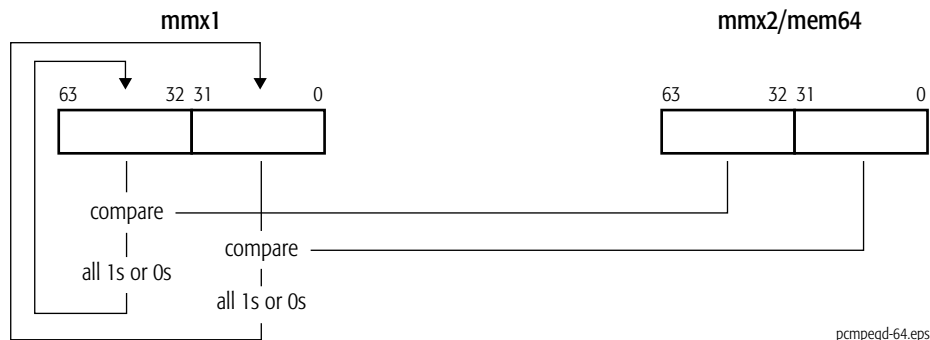 mmx1 mmx2/mem64
63 32 31 0 63 32 31 0
compare
compare
all 1s or 0s
all 1s or 0s
pcmpeqd-64.eps